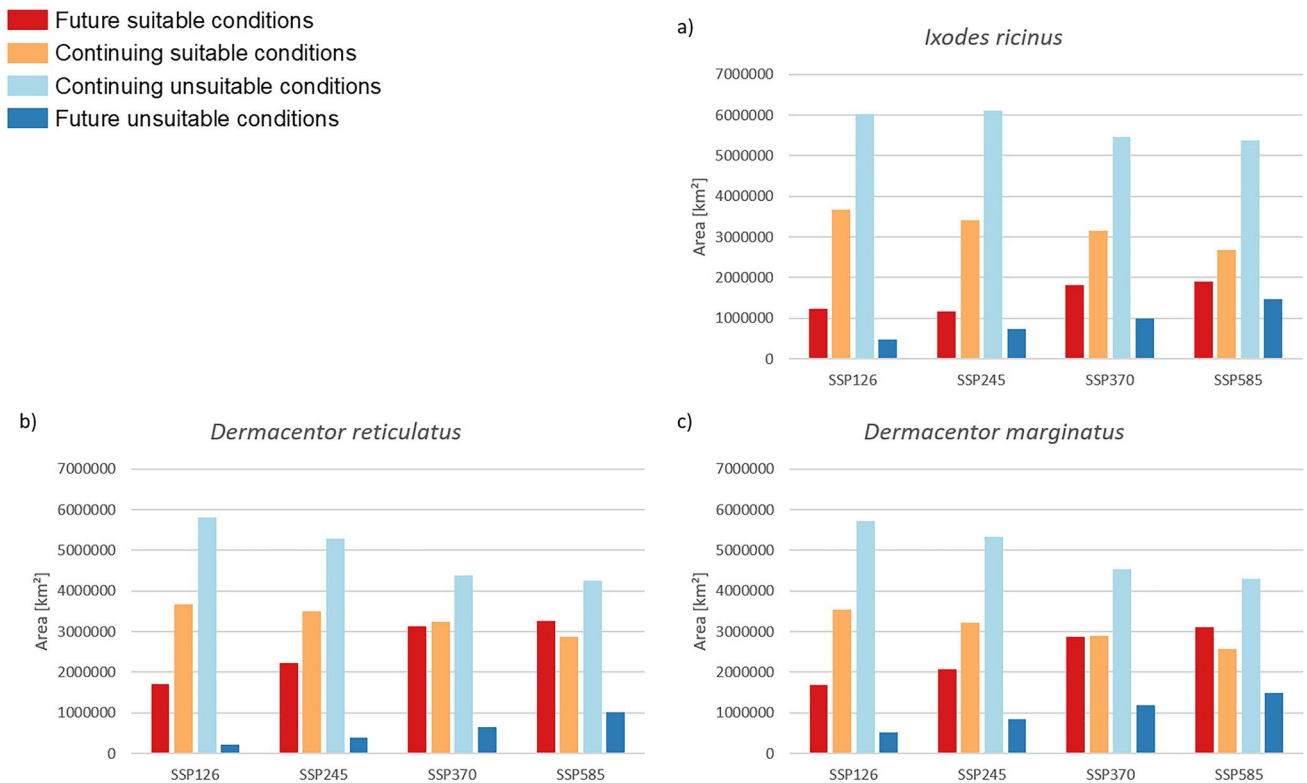 Future suitable conditions
Continuing suitable conditions
Continuing unsuitable conditions
Future unsuitable conditions
a)
Ixodes ricinus
7000000
6000000
5000000
4000000
3000000
2000000
1000000
0
Area [km²]
SSP126 SSP245 SSP370 SSP585
b)
Dermacentor reticulatus
7000000
6000000
5000000
4000000
3000000
2000000
1000000
0
Area [km²]
SSP126 SSP245 SSP370 SSP585
c)
Dermacentor marginatus
7000000
6000000
5000000
4000000
3000000
2000000
1000000
0
Area [km²]
SSP126 SSP245 SSP370 SSP585